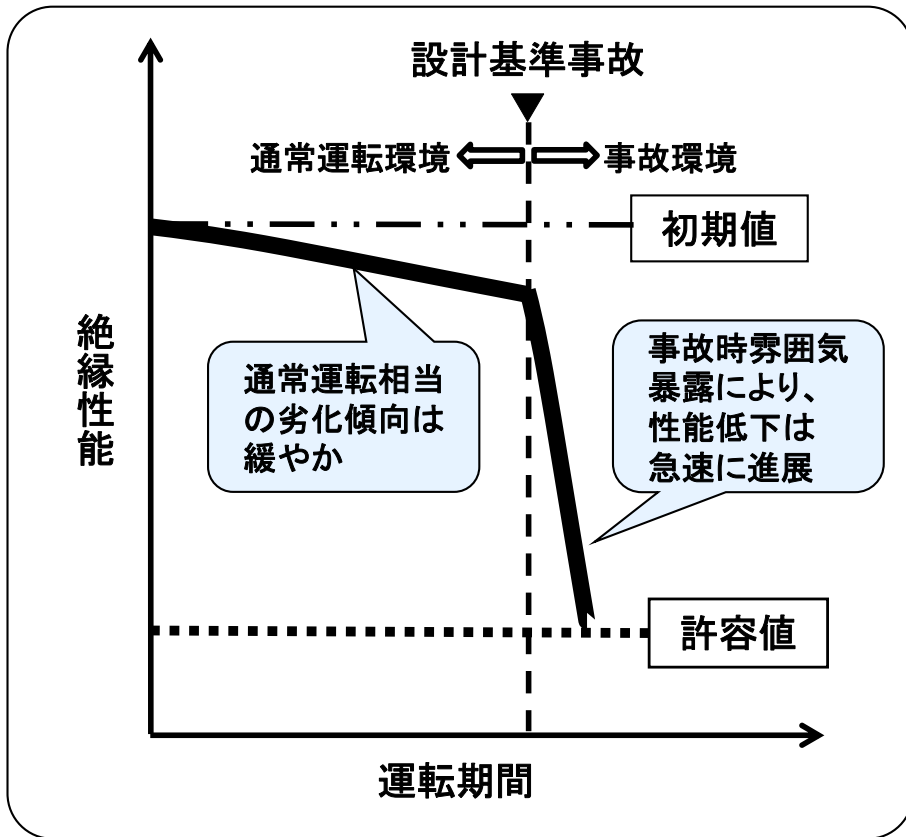 設計基準事故
通常運転環境
事故環境
初期値
絶縁性能
通常運転相当
の劣化傾向は
緩やか
事故時雰囲気
暴露により、
性能低下は
急速に進展
許容値
運転期間